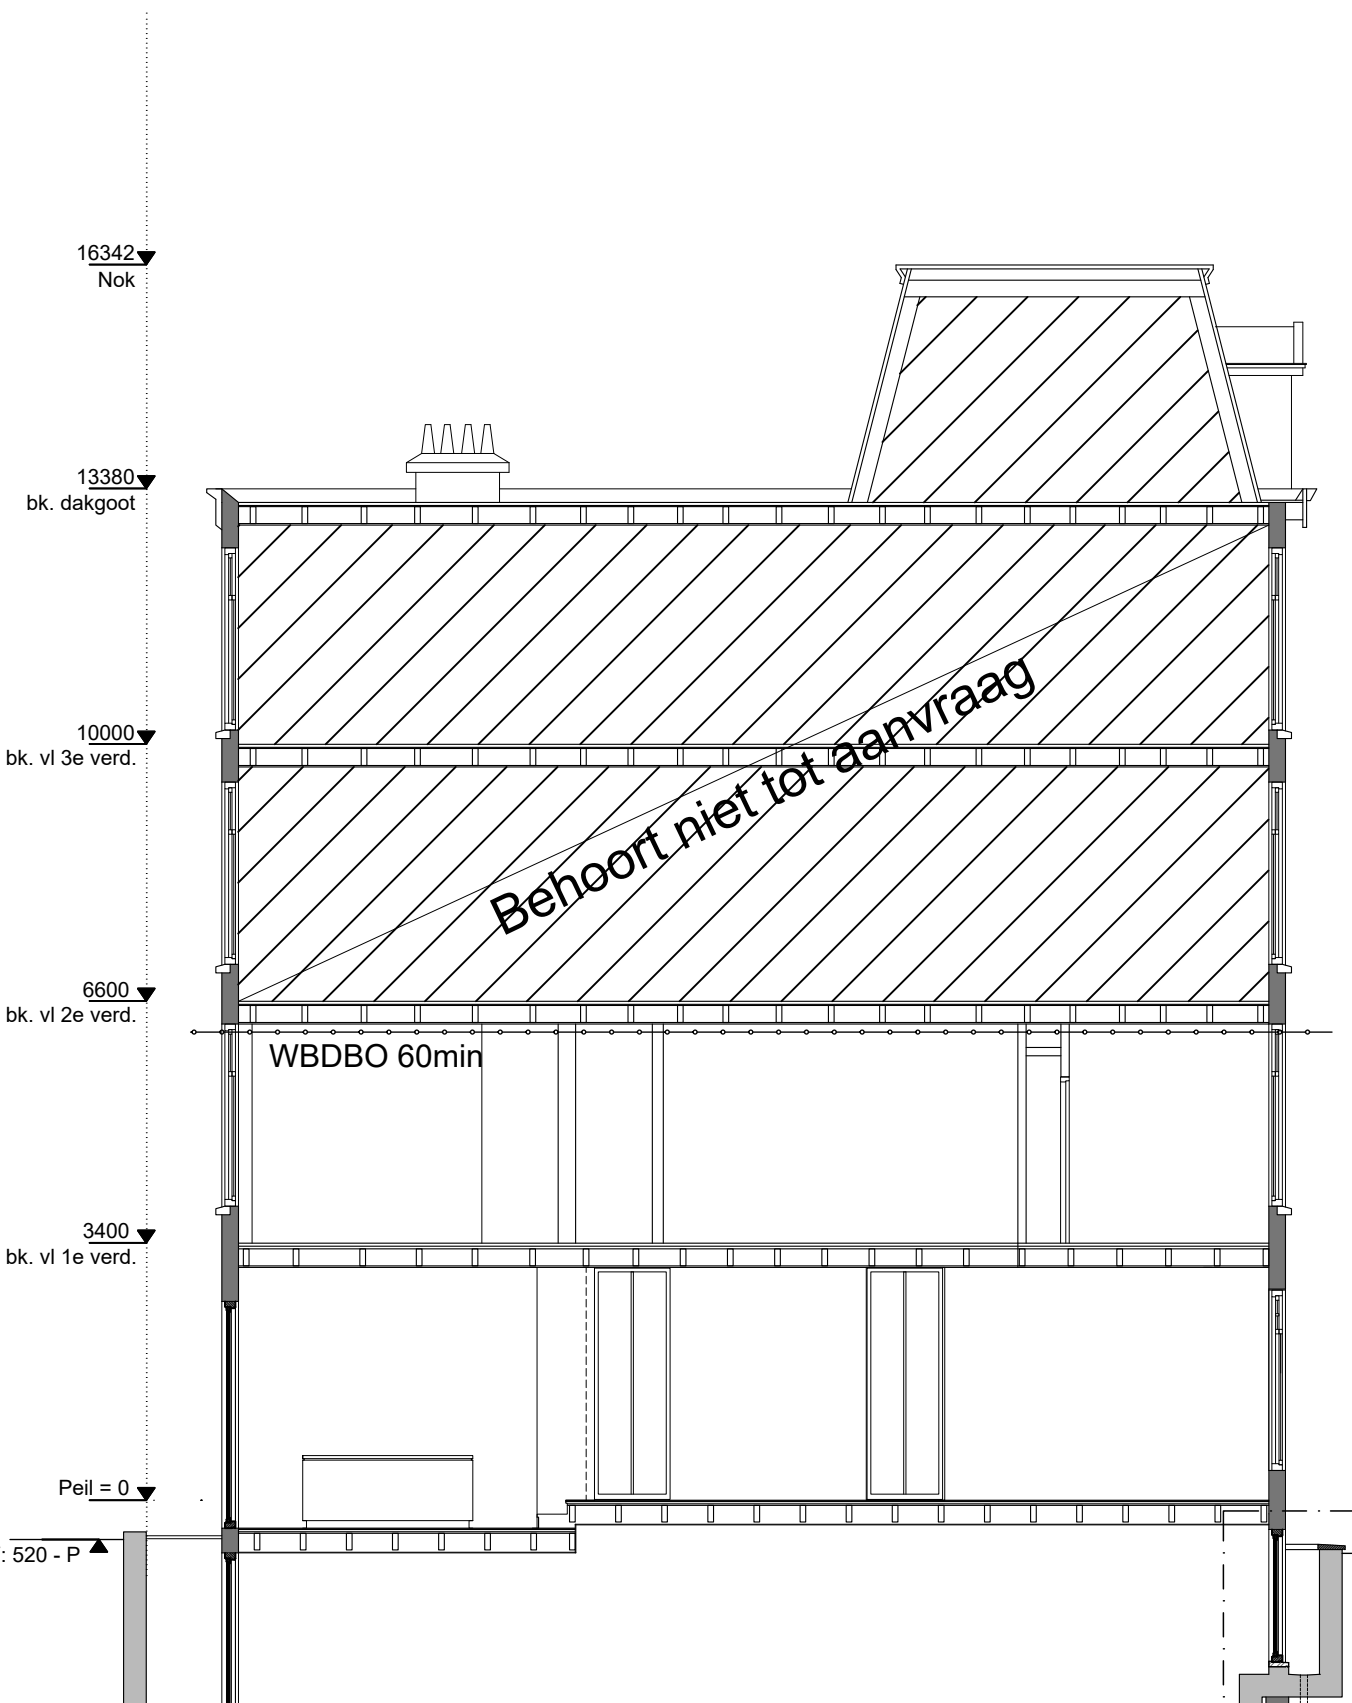 16342
Nok
13380
bk. dakgoot
10000
bk. vl 3e verd.
Behoort niet tot aanvraag
6600
bk. vl 2e verd.
WBDBO 60min
3400
bk. vl 1e verd.
Peil = 0
: 520 - P